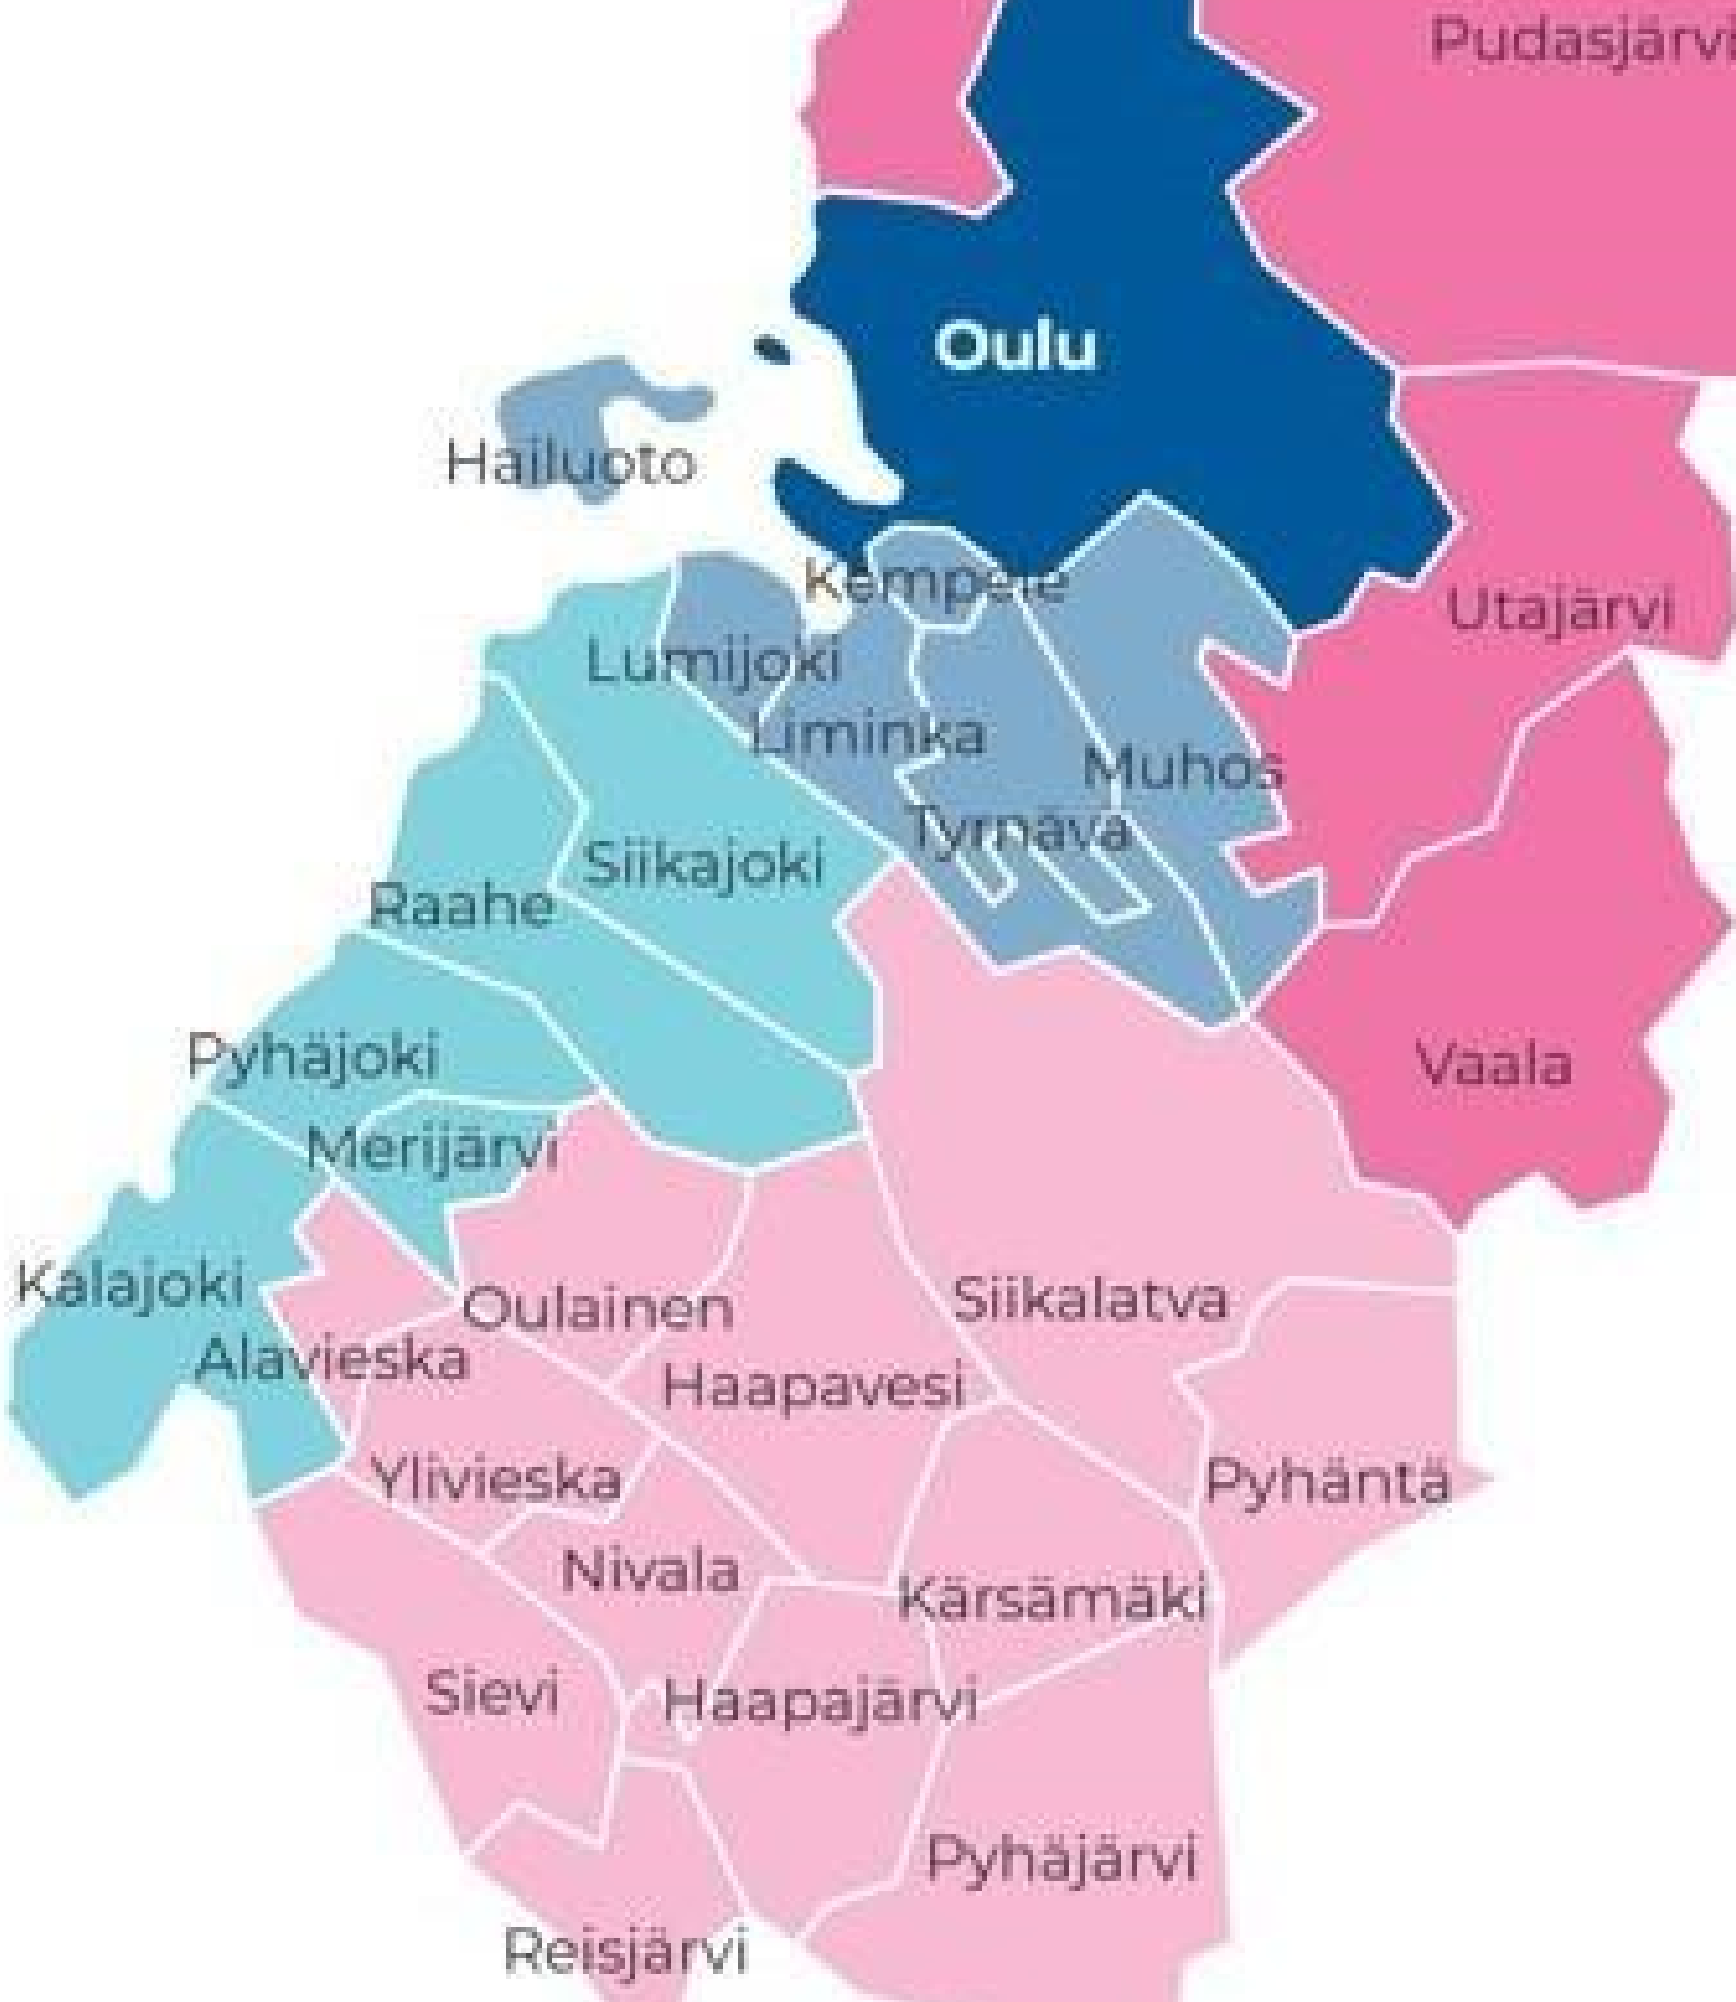 Pudasjärvi
Oulu
Hailuoto
Kempele
Utajärvi
Lumijoki
Liminka
Muhos
Tyrnävä
Siikajoki
Raahe
Pyhäjoki
Vaala
Merijärvi
Kalajoki
Oulainen
Siikalatva
Alavieska
Haapavesi
Ylivieska
Pyhäntä
Nivala
Kärsämäki
Sievi
Haapajärvi
Pyhäjärvi
Reisjärvi